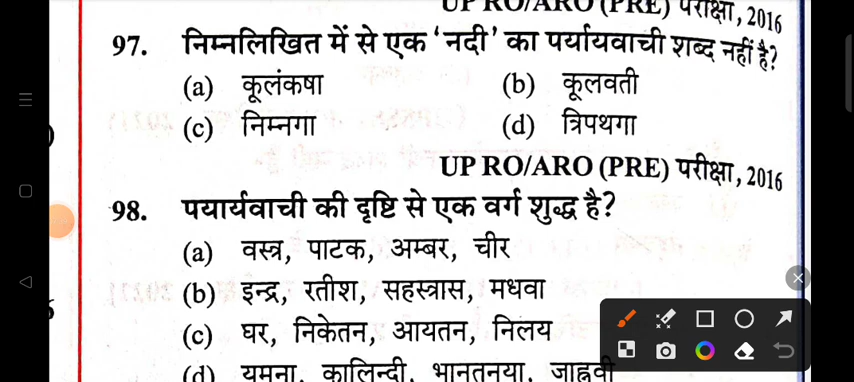 UP RO/ARO (PRE) परीक्षा, 2016
97. निम्नलिखित में से एक ‘नदी’ का पर्यायवाची शब्द नहीं है?
(a) कूलंकषा (b) कूलवती
(c) निम्नगा (d) त्रिपथगा
UP RO/ARO (PRE) परीक्षा, 2016
98. पयार्यवाची की दृष्टि से एक वर्ग शुद्ध है?
(a) वस्त्र, पाटक, अम्बर, चीर
(b) इन्द्र, रतीश, सहस्त्रास, मधवा
(c) घर, निकेतन, आयतन, निलय
(d) यमुना, कालिन्दी, भानुतनया, जाह्नवी